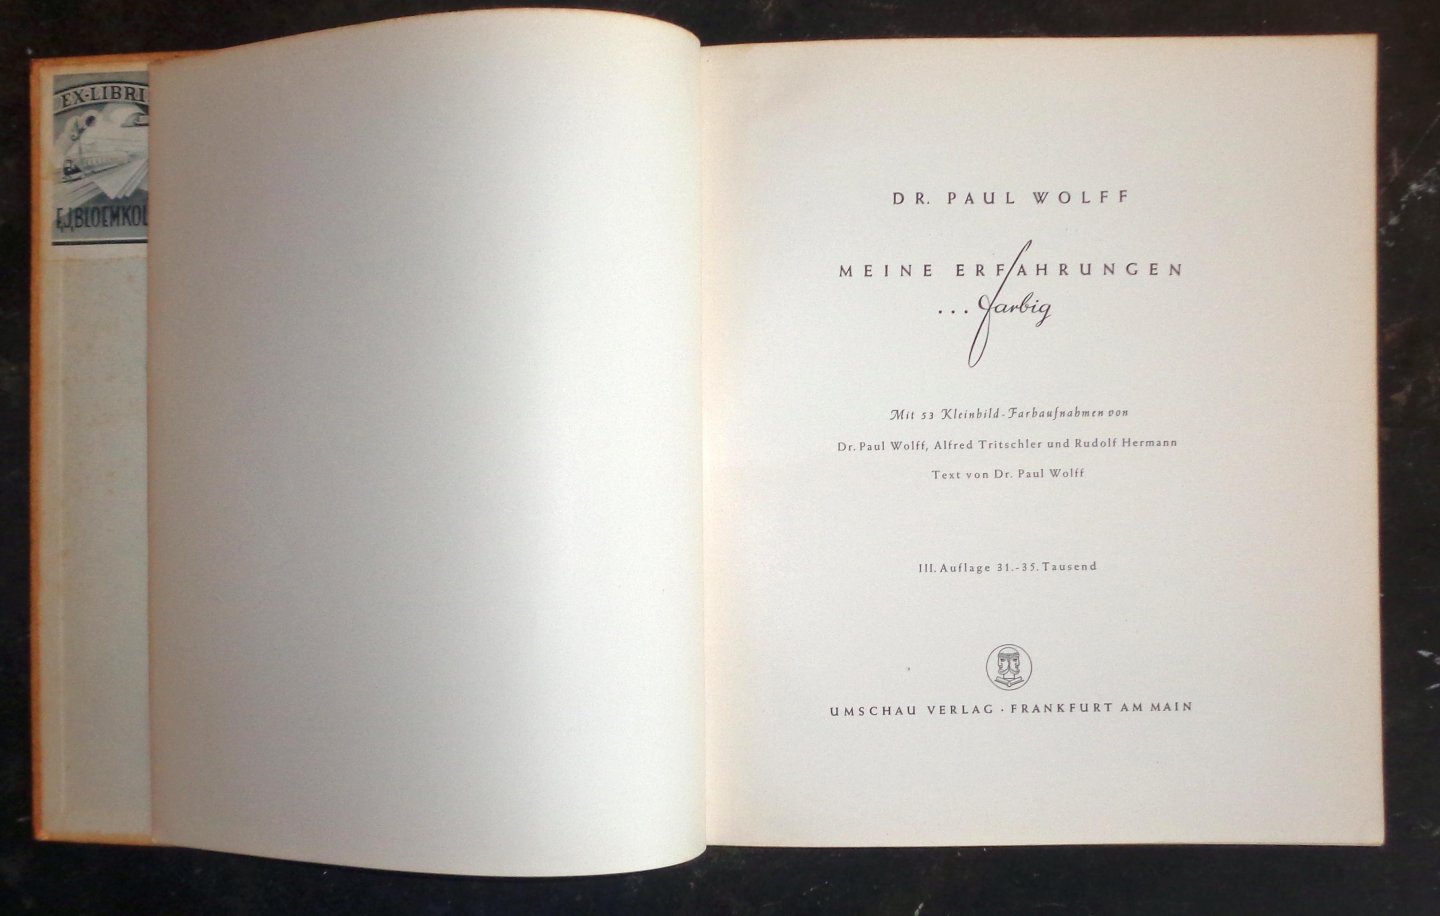 EX-LIBRI
F.J. BLOEMKOL
DR. PAUL WOLFF
MEINE ERFAHRUNGEN
... farbig
Mit 53 Kleinbild-Farbaufnahmen von
Dr. Paul Wolff, Alfred Tritschler und Rudolf Hermann
Text von Dr. Paul Wolff
III. Auflage 31.-35. Tausend
UMSCHAU VERLAG · FRANKFURT AM MAIN